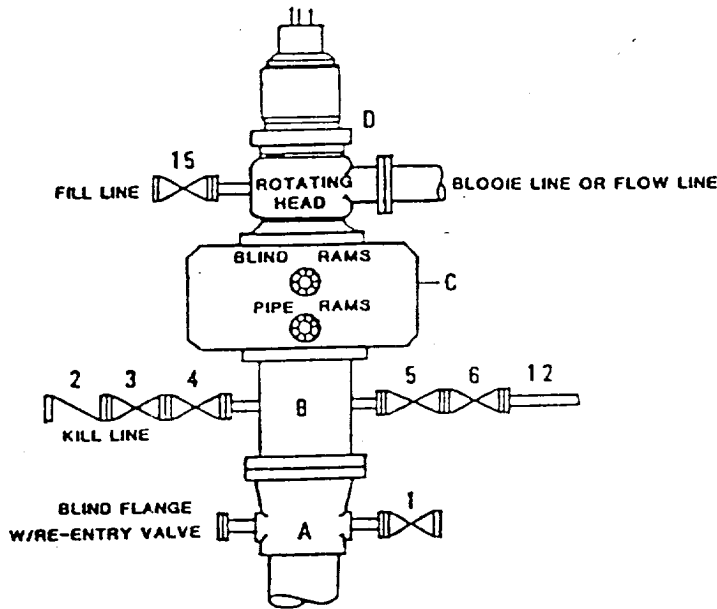 D
15
FILL LINE
ROTATING
HEAD
BLOOIE LINE OR FLOW LINE
BLIND RAMS
C
PIPE RAMS
2 3 4
5 6 12
B
KILL LINE
BLIND FLANGE
W/RE-ENTRY VALVE
A
1